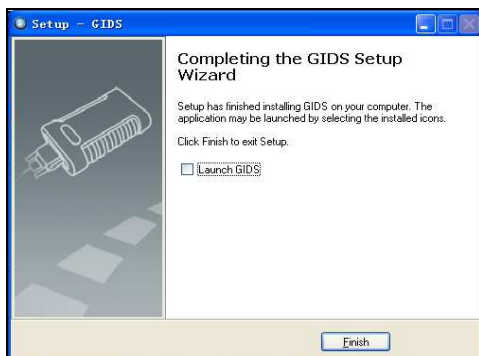 Setup - GIDS
Completing the GIDS Setup
Wizard
Setup has finished installing GIDS on your computer. The
application may be launched by selecting the installed icons.
Click Finish to exit Setup.
Launch GIDS
Finish